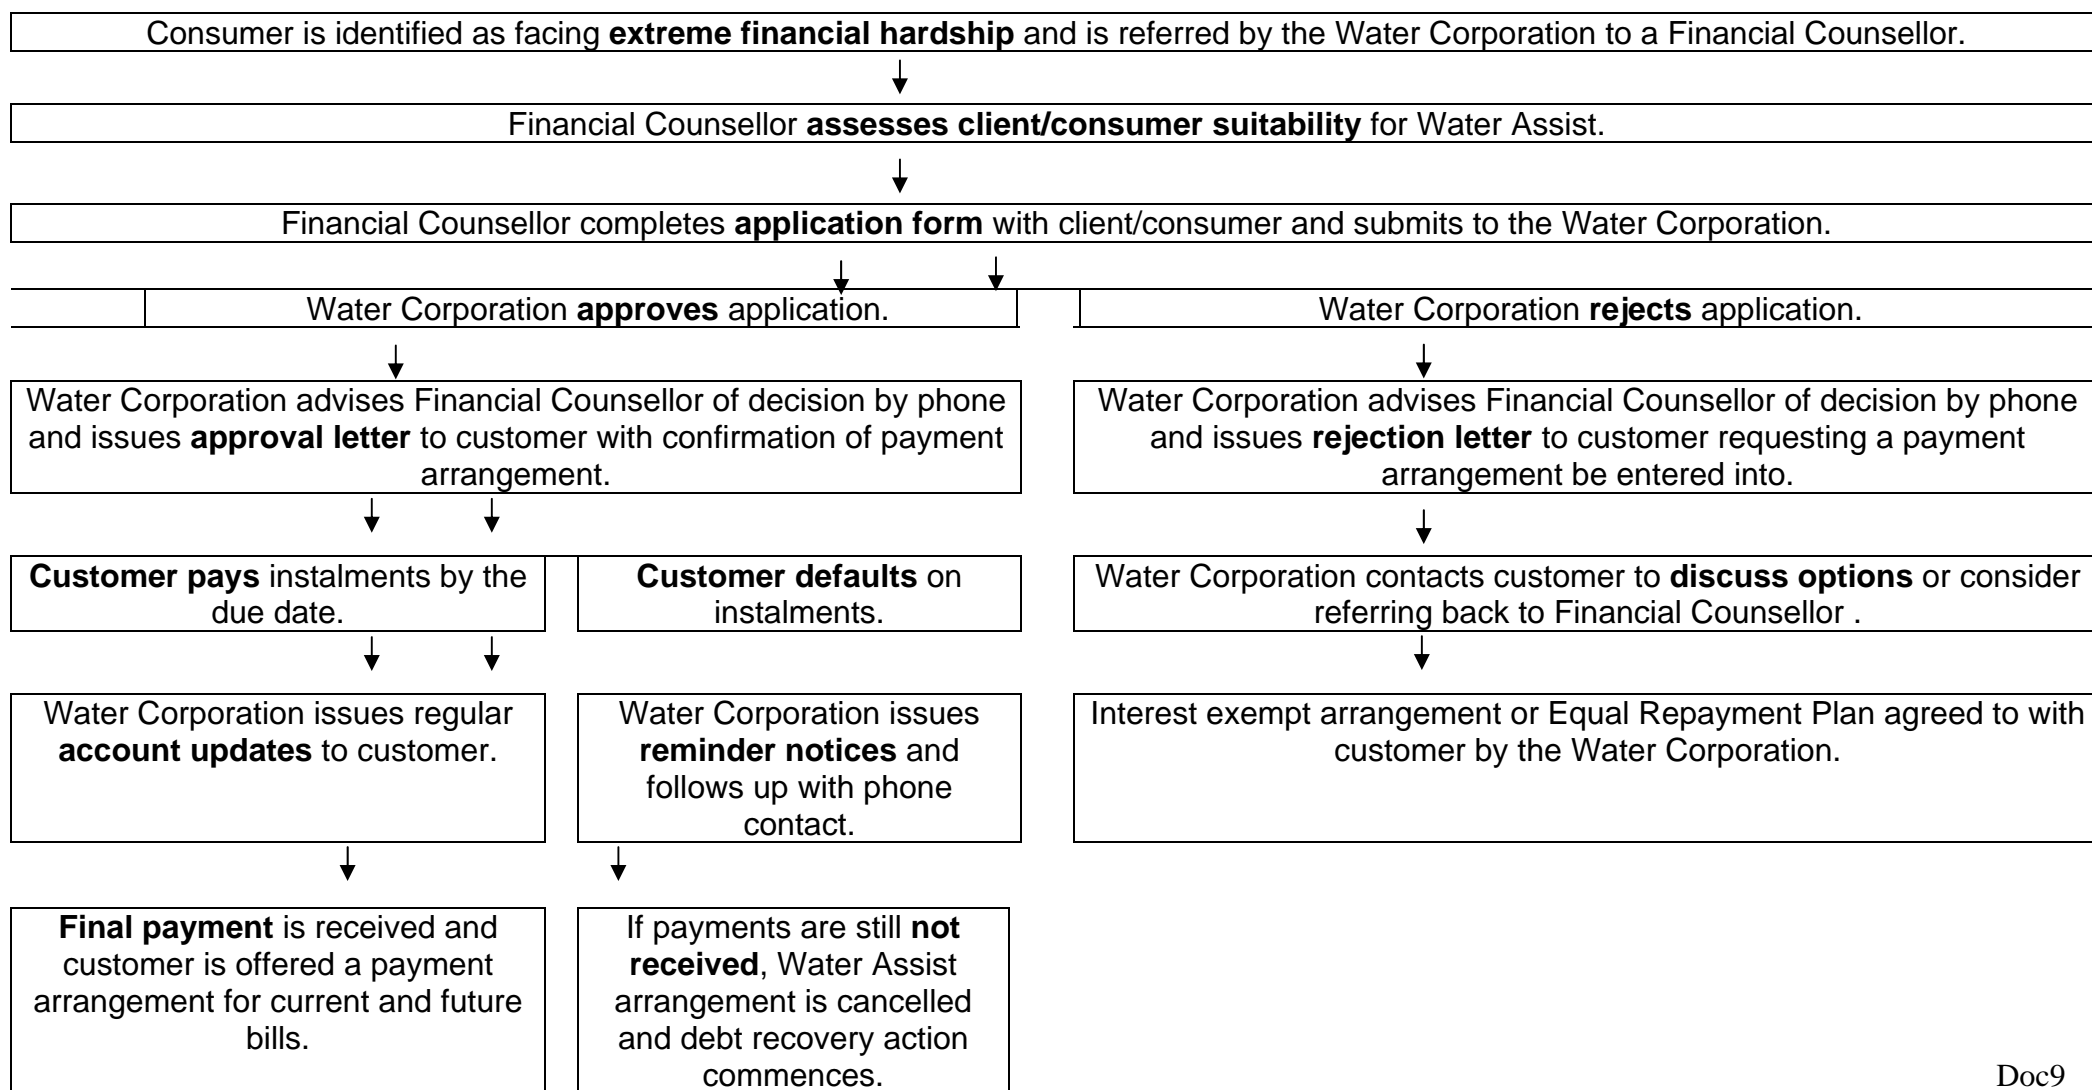 Consumer is identified as facing extreme financial hardship and is referred by the Water Corporation to a Financial Counsellor.
Financial Counsellor assesses client/consumer suitability for Water Assist.
Financial Counsellor completes application form with client/consumer and submits to the Water Corporation.
Water Corporation approves application.
Water Corporation rejects application.
Water Corporation advises Financial Counsellor of decision by phone
and issues approval letter to customer with confirmation of payment
arrangement.
Water Corporation advises Financial Counsellor of decision by phone
and issues rejection letter to customer requesting a payment
arrangement be entered into.
Customer pays instalments by the
due date.
Customer defaults on
instalments.
Water Corporation contacts customer to discuss options or consider
referring back to Financial Counsellor .
Water Corporation issues regular
account updates to customer.
Water Corporation issues
reminder notices and
follows up with phone
contact.
Interest exempt arrangement or Equal Repayment Plan agreed to with
customer by the Water Corporation.
Final payment is received and
customer is offered a payment
arrangement for current and future
bills.
If payments are still not
received, Water Assist
arrangement is cancelled
and debt recovery action
commences.
Doc9